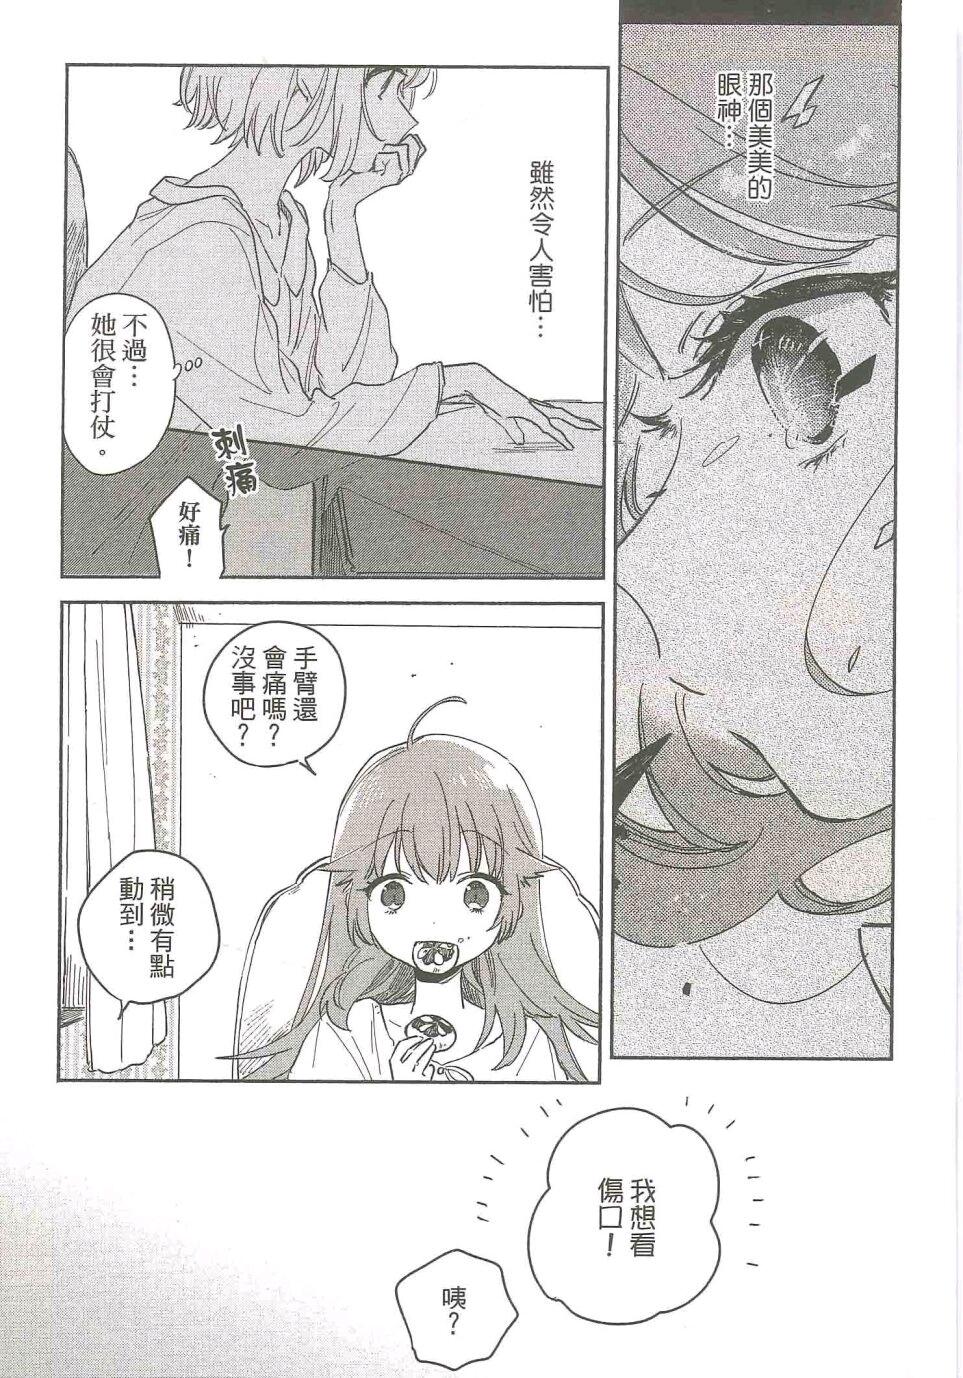 那個美美的
眼神…
雖然令人害怕…
不過…
她很會打仗。
刺痛
好痛！
手臂還
會痛嗎？
沒事吧？
稍微有點
動到…
我想看
傷口！
咦？